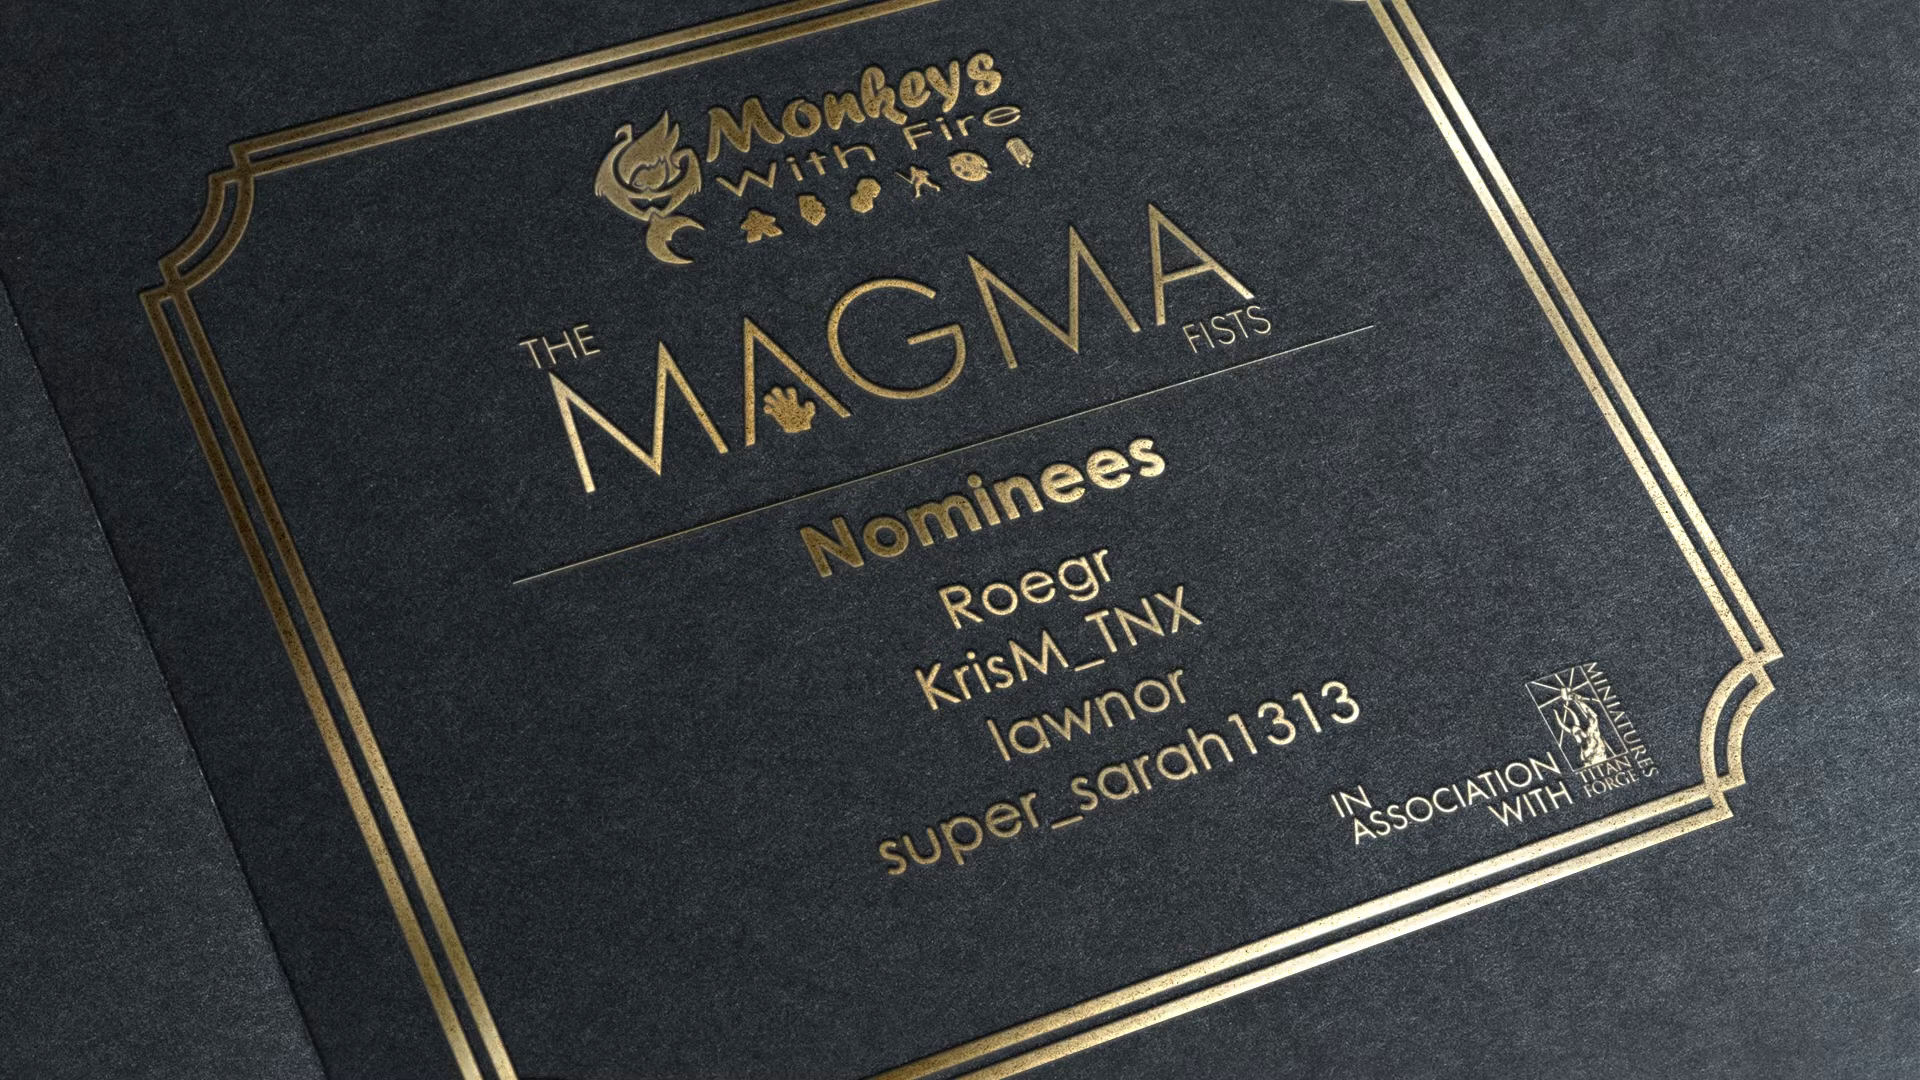 Monkeys
With Fire
THE
MAGMA
FISTS
Nominees
Roegr
KrisM_TNX
lawnor
super_sarah1313
IN
ASSOCIATION
WITH
TITAN
FORGE
MINIATURES